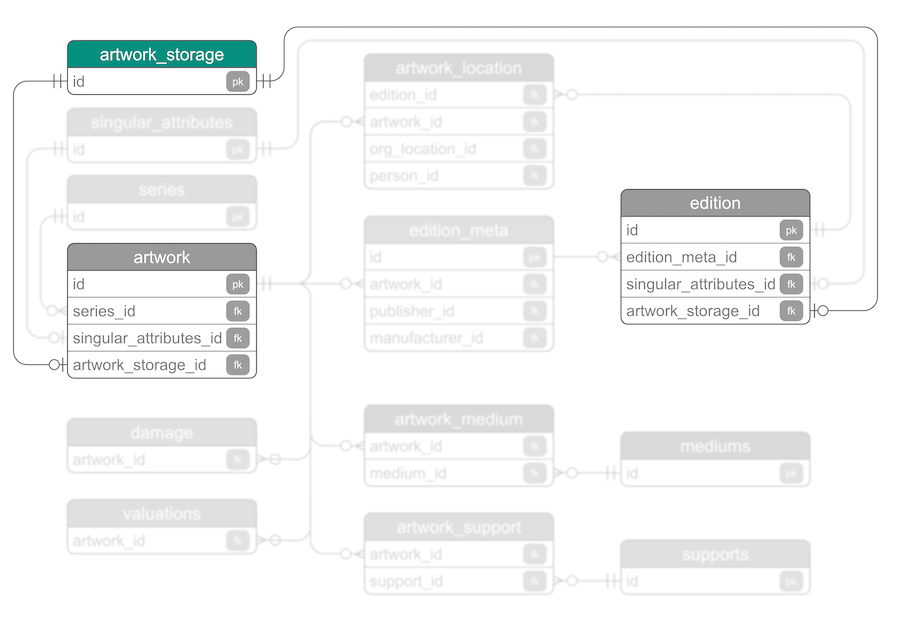 artwork_storage
id pk
singular_attributes
id pk
series
id pk
artwork
id pk
series_id fk
singular_attributes_id fk
artwork_storage_id fk
damage
artwork_id fk
valuations
artwork_id fk
artwork_location
edition_id fk
artwork_id fk
org_location_id fk
person_id fk
edition_meta
id pk
artwork_id fk
publisher_id fk
manufacturer_id fk
artwork_medium
artwork_id fk
medium_id fk
artwork_support
artwork_id fk
support_id fk
edition
id pk
edition_meta_id fk
singular_attributes_id fk
artwork_storage_id fk
mediums
id pk
supports
id pk